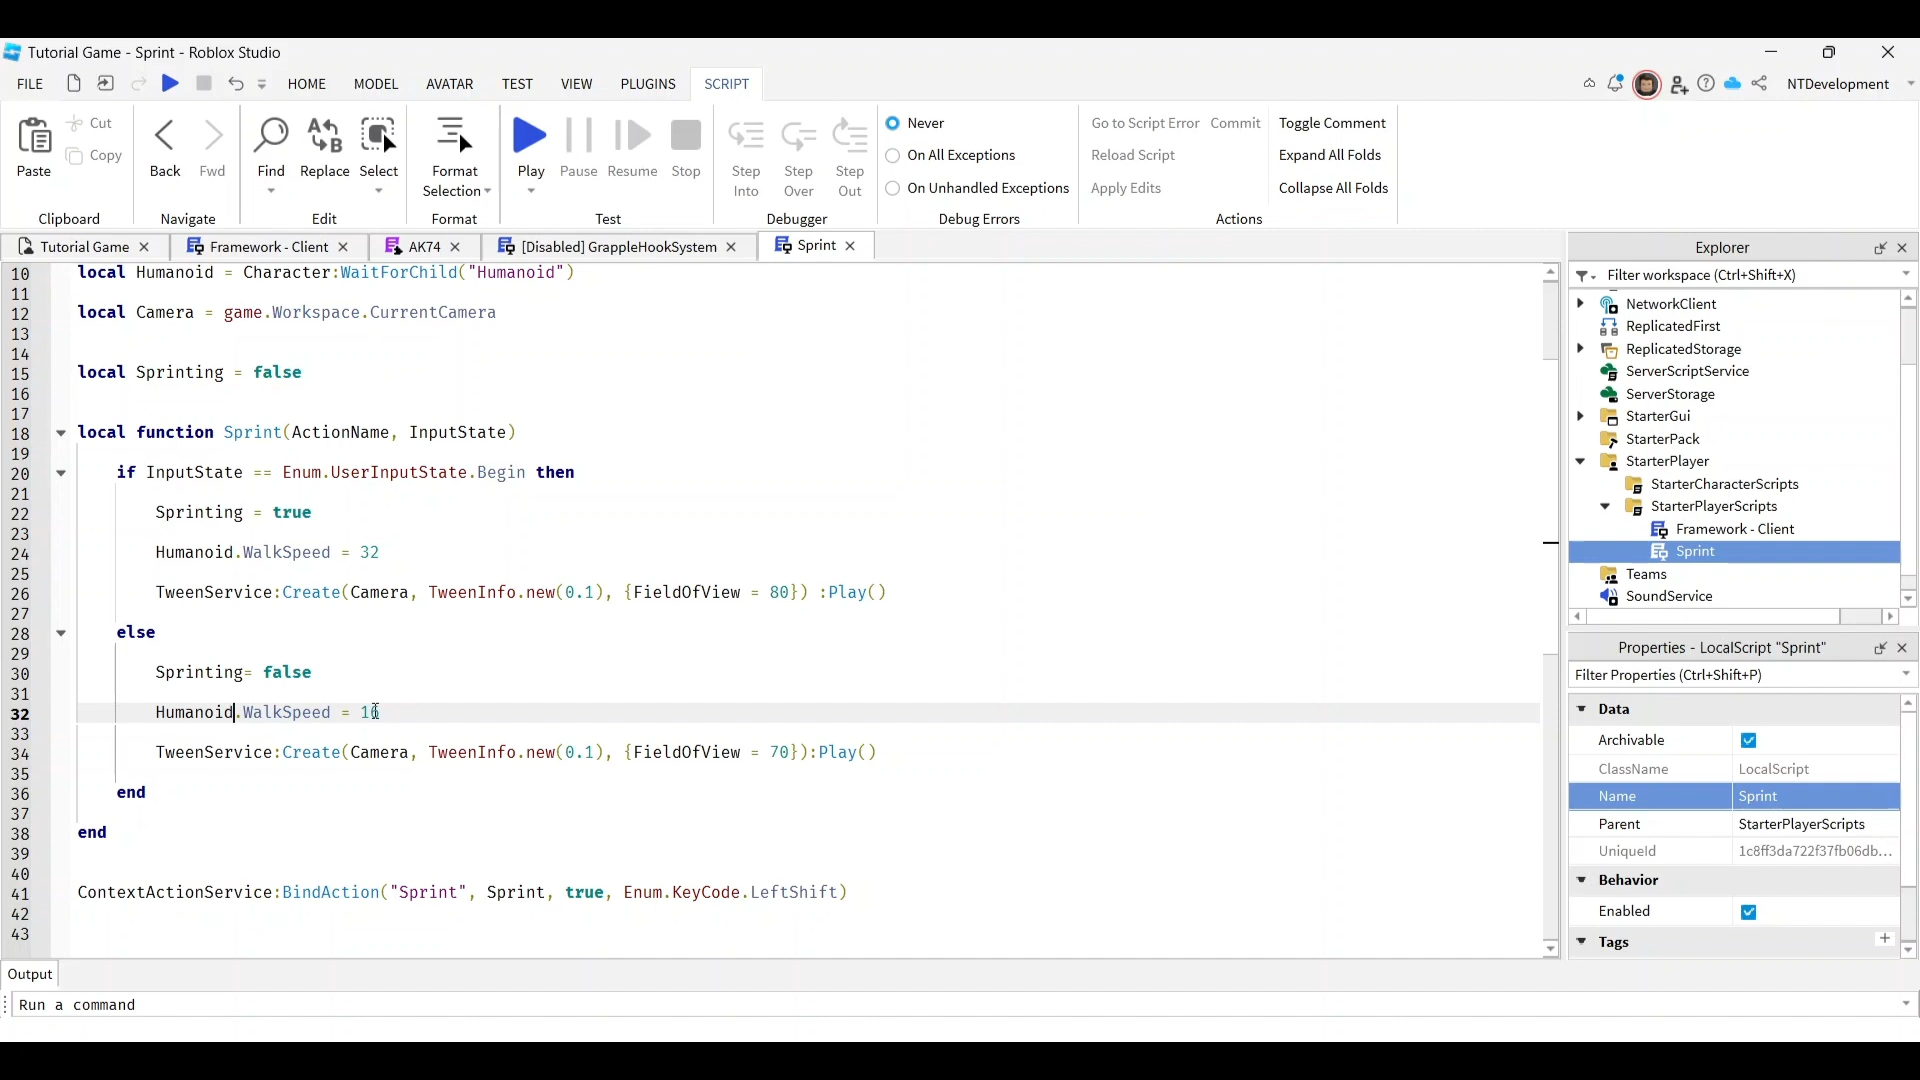 Tutorial Game - Sprint - Roblox Studio
FILE HOME MODEL AVATAR TEST VIEW PLUGINS SCRIPT NTDevelopment
Paste
Cut
Copy
Clipboard
Back
Fwd
Navigate
Find
Replace
Select
Edit
Format
Selection
Format
Play
Pause
Resume
Stop
Test
Step
Into
Step
Over
Step
Out
Debugger
Never
On All Exceptions
On Unhandled Exceptions
Debug Errors
Go to Script Error Commit Toggle Comment
Reload Script Expand All Folds
Apply Edits Collapse All Folds
Actions
Tutorial Game Framework - Client AK74 [Disabled] GrappleHookSystem Sprint
10 local Humanoid = Character:WaitForChild("Humanoid")
11
12 local Camera = game.Workspace.CurrentCamera
13
14
15 local Sprinting = false
16
17
18 local function Sprint(ActionName, InputState)
19
20 if InputState == Enum.UserInputState.Begin then
21
22 Sprinting = true
23
24 Humanoid.WalkSpeed = 32
25
26 TweenService:Create(Camera, TweenInfo.new(0.1), {FieldOfView = 80}) :Play()
27
28 else
29
30 Sprinting= false
31
32 Humanoid.WalkSpeed = 16
33
34 TweenService:Create(Camera, TweenInfo.new(0.1), {FieldOfView = 70}):Play()
35
36 end
37
38 end
39
40
41 ContextActionService:BindAction("Sprint", Sprint, true, Enum.KeyCode.LeftShift)
42
43
Explorer
Filter workspace (Ctrl+Shift+X)
NetworkClient
ReplicatedFirst
ReplicatedStorage
ServerScriptService
ServerStorage
StarterGui
StarterPack
StarterPlayer
StarterCharacterScripts
StarterPlayerScripts
Framework - Client
Sprint
Teams
SoundService
Properties - LocalScript "Sprint"
Filter Properties (Ctrl+Shift+P)
Data
Archivable
ClassName LocalScript
Name Sprint
Parent StarterPlayerScripts
UniqueId 1c8ff3da722f37fb06db...
Behavior
Enabled
Tags
Output
Run a command